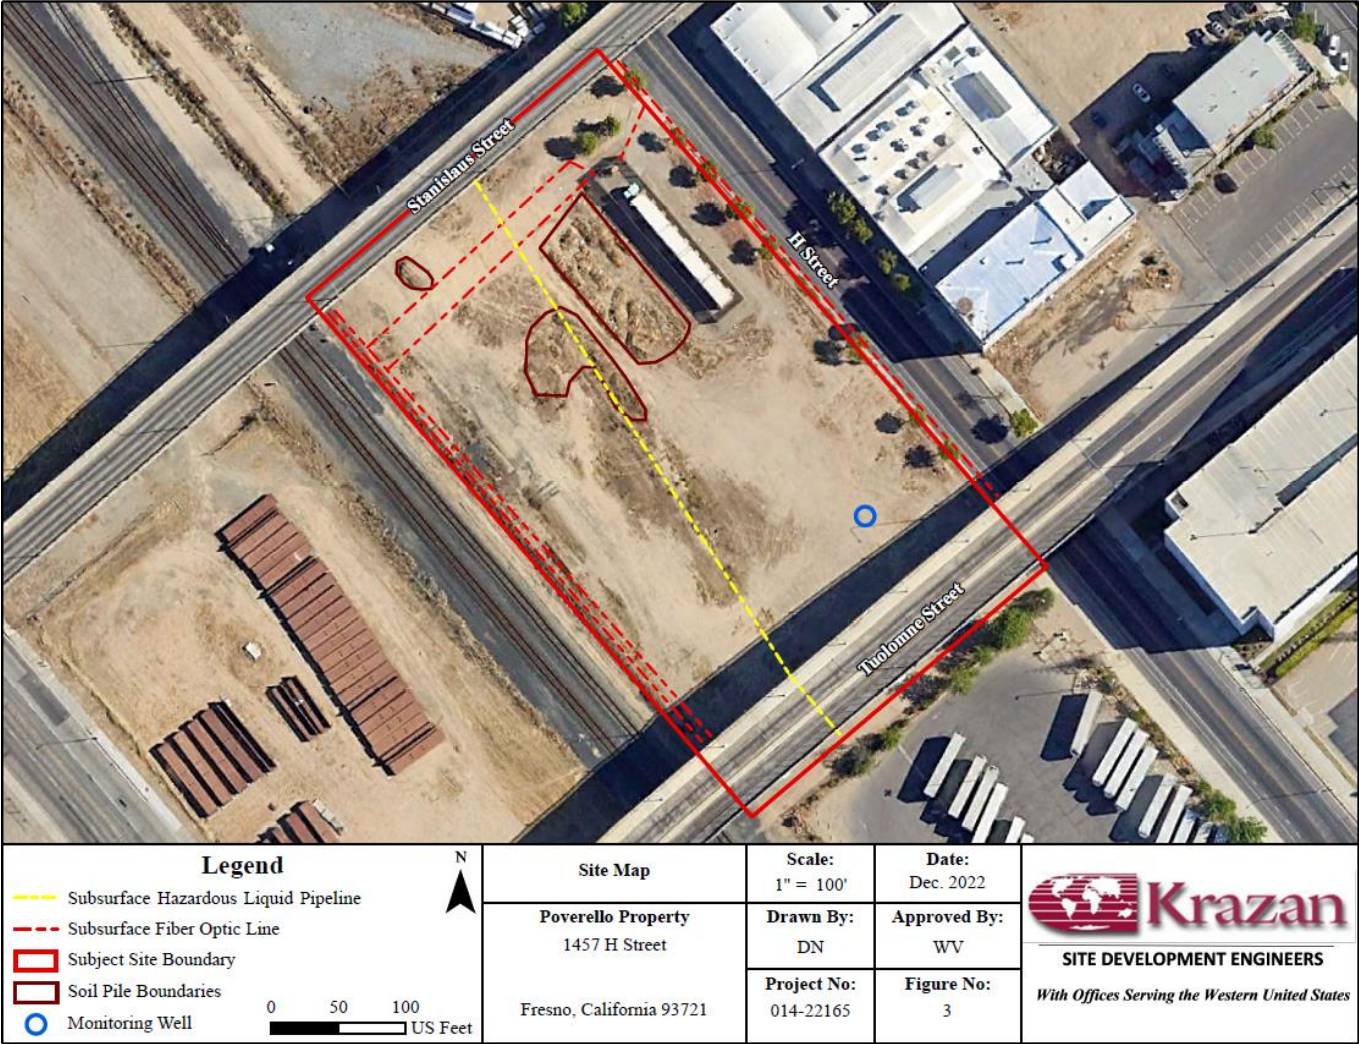 Stanislaus Street
H Street
Tuolomne Street
Legend
N
Subsurface Hazardous Liquid Pipeline
Subsurface Fiber Optic Line
Subject Site Boundary
Soil Pile Boundaries
Monitoring Well
0 50 100
US Feet
Site Map
Poverello Property
1457 H Street
Fresno, California 93721
Scale:
1" = 100'
Date:
Dec. 2022
Drawn By:
DN
Approved By:
WV
Project No:
014-22165
Figure No:
3
Krazan
SITE DEVELOPMENT ENGINEERS
With Offices Serving the Western United States